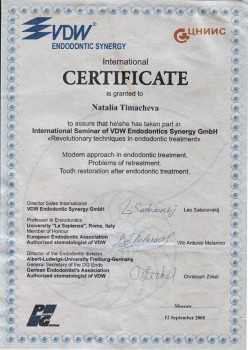 VDW
ENDODONTIC SYNERGY
ЦНИИС
International
CERTIFICATE
is granted to
Natalia Timacheva
to assure that he\she has taken part in
International Seminar of VDW Endodontics Synergy GmbH
«Revolutionary techniques in endodontic treatment»
Modern approach in endodontic treatment.
Problems of retreatment.
Tooth restoration after endodontic treatment.
Director Sales International
VDW Endodontic Synergy GmbH
Leo Satanovskij
Professor in Endodontics
University "La Sapienza", Rome, Italy
Member of Honour
European Endodontic Association
Authorized stomatologist of VDW
Vito Antonio Malagnino
Director of the Endodontic division
Albert-Ludwigs-University Freiburg-Germany
General Secretary of the DG Endo
German Endodontist's Association
Authorized stomatologist of VDW
Christoph Zirkel
Moscow
12 September 2008